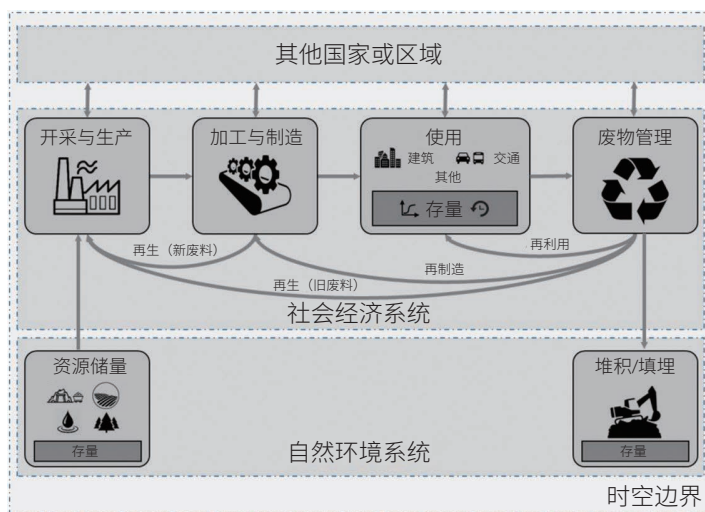 其他国家或区域
开采与生产
加工与制造
使用
建筑
交通
其他
存量
废物管理
再生（新废料）
再利用
再制造
再生（旧废料）
社会经济系统
资源储量
存量
堆积/填埋
存量
自然环境系统
时空边界